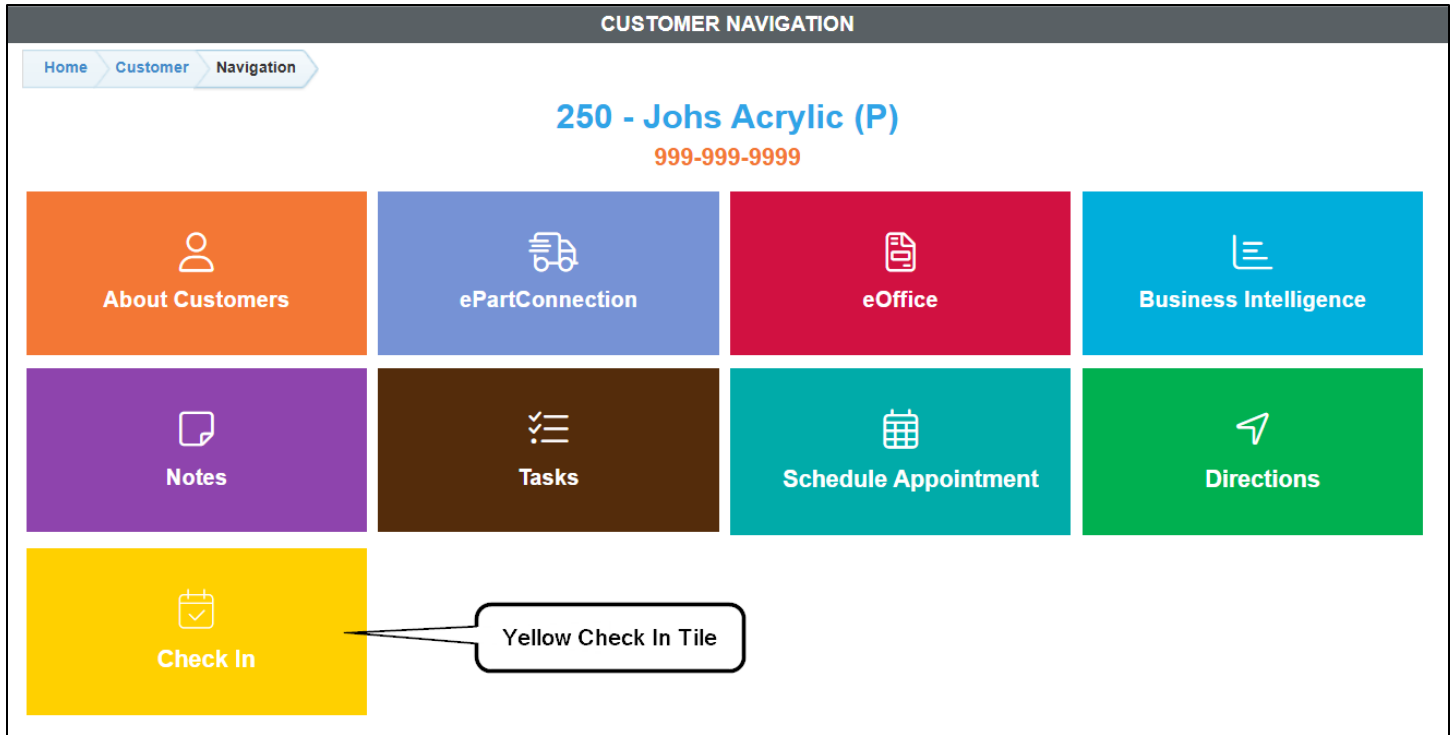 CUSTOMER NAVIGATION
Home Customer Navigation
250 - Johs Acrylic (P)
999-999-9999
About Customers
ePartConnection
eOffice
Business Intelligence
Notes
Tasks
Schedule Appointment
Directions
Check In
Yellow Check In Tile